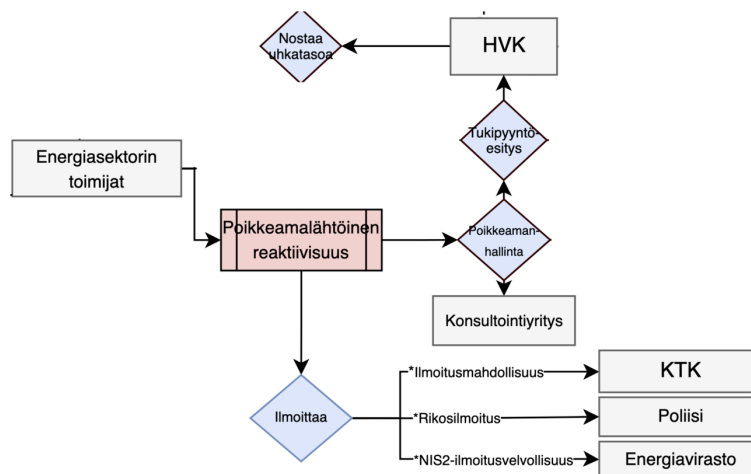 Nostaa
uhkatasoa
HVK
Tukipyyntö-
esitys
Energiasektorin
toimijat
Poikkeamalähtöinen
reaktiivisuus
Poikkeaman-
hallinta
Konsultointiyritys
Ilmoittaa
*Ilmoitusmahdollisuus
KTK
*Rikosilmoitus
Poliisi
*NIS2-ilmoitusvelvollisuus
Energiavirasto